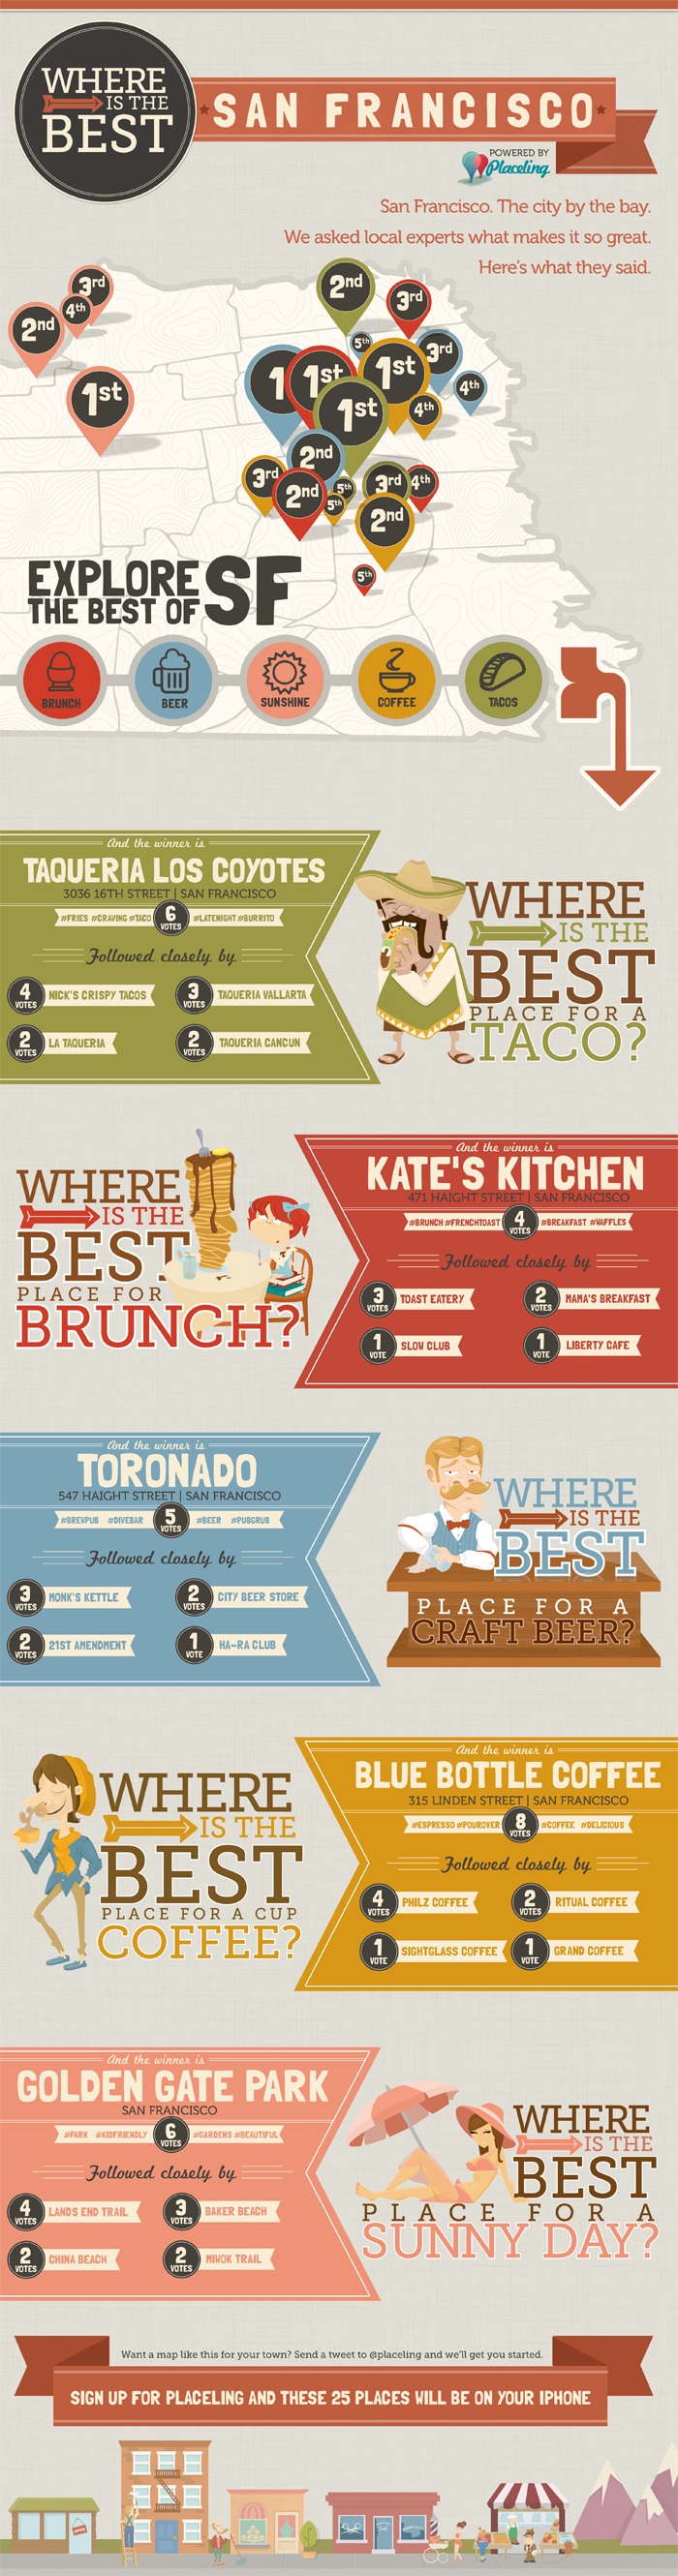 WHERE
IS THE
BEST
SAN FRANCISCO
POWERED BY
Placeling
San Francisco. The city by the bay.
We asked local experts what makes it so great.
Here's what they said.
3rd
4th
2nd
1st
2nd
3rd
5th
3rd
1
1st
1st
4th
1st
4th
2nd
3rd
2nd
5th
5th
3rd
4th
2nd
5th
EXPLORE
THE BEST OF SF
BRUNCH
BEER
SUNSHINE
COFFEE
TACOS
And the winner is
TAQUERIA LOS COYOTES
3036 16TH STREET | SAN FRANCISCO
#FRIES #CRAVING #TACO 6 VOTES #LATENIGHT #BURRITO
Followed closely by
4 VOTES NICK'S CRISPY TACOS
3 VOTES TAQUERIA VALLARTA
2 VOTES LA TAQUERIA
2 VOTES TAQUERIA CANCUN
WHERE
IS THE
BEST
PLACE FOR A
TACO?
WHERE
IS THE
BEST
PLACE FOR
BRUNCH?
And the winner is
KATE'S KITCHEN
471 HAIGHT STREET | SAN FRANCISCO
#BRUNCH #FRENCHTOAST 4 VOTES #BREAKFAST #WAFFLES
Followed closely by
3 VOTES TOAST EATERY
2 VOTES MAMA'S BREAKFAST
1 VOTE SLOW CLUB
1 VOTE LIBERTY CAFE
And the winner is
TORONADO
547 HAIGHT STREET | SAN FRANCISCO
#BREWPUB #DIVEBAR 5 VOTES #BEER #PUBGRUB
Followed closely by
3 VOTES MONK'S KETTLE
2 VOTES CITY BEER STORE
2 VOTES 21ST AMENDMENT
1 VOTE HA-RA CLUB
WHERE
IS THE
BEST
PLACE FOR A
CRAFT BEER?
WHERE
IS THE
BEST
PLACE FOR A CUP
COFFEE?
And the winner is
BLUE BOTTLE COFFEE
315 LINDEN STREET | SAN FRANCISCO
#ESPRESSO #POUROVER 8 VOTES #COFFEE #DELICIOUS
Followed closely by
4 VOTES PHILZ COFFEE
2 VOTES RITUAL COFFEE
1 VOTE SIGHTGLASS COFFEE
1 VOTE GRAND COFFEE
And the winner is
GOLDEN GATE PARK
SAN FRANCISCO
#PARK #KIDFRIENDLY 6 VOTES #GARDENS #BEAUTIFUL
Followed closely by
4 VOTES LANDS END TRAIL
3 VOTES BAKER BEACH
2 VOTES CHINA BEACH
2 VOTES MIWOK TRAIL
WHERE
IS THE
BEST
PLACE FOR A
SUNNY DAY?
Want a map like this for your town? Send a tweet to @placeling and we'll get you started.
SIGN UP FOR PLACELING AND THESE 25 PLACES WILL BE ON YOUR IPHONE